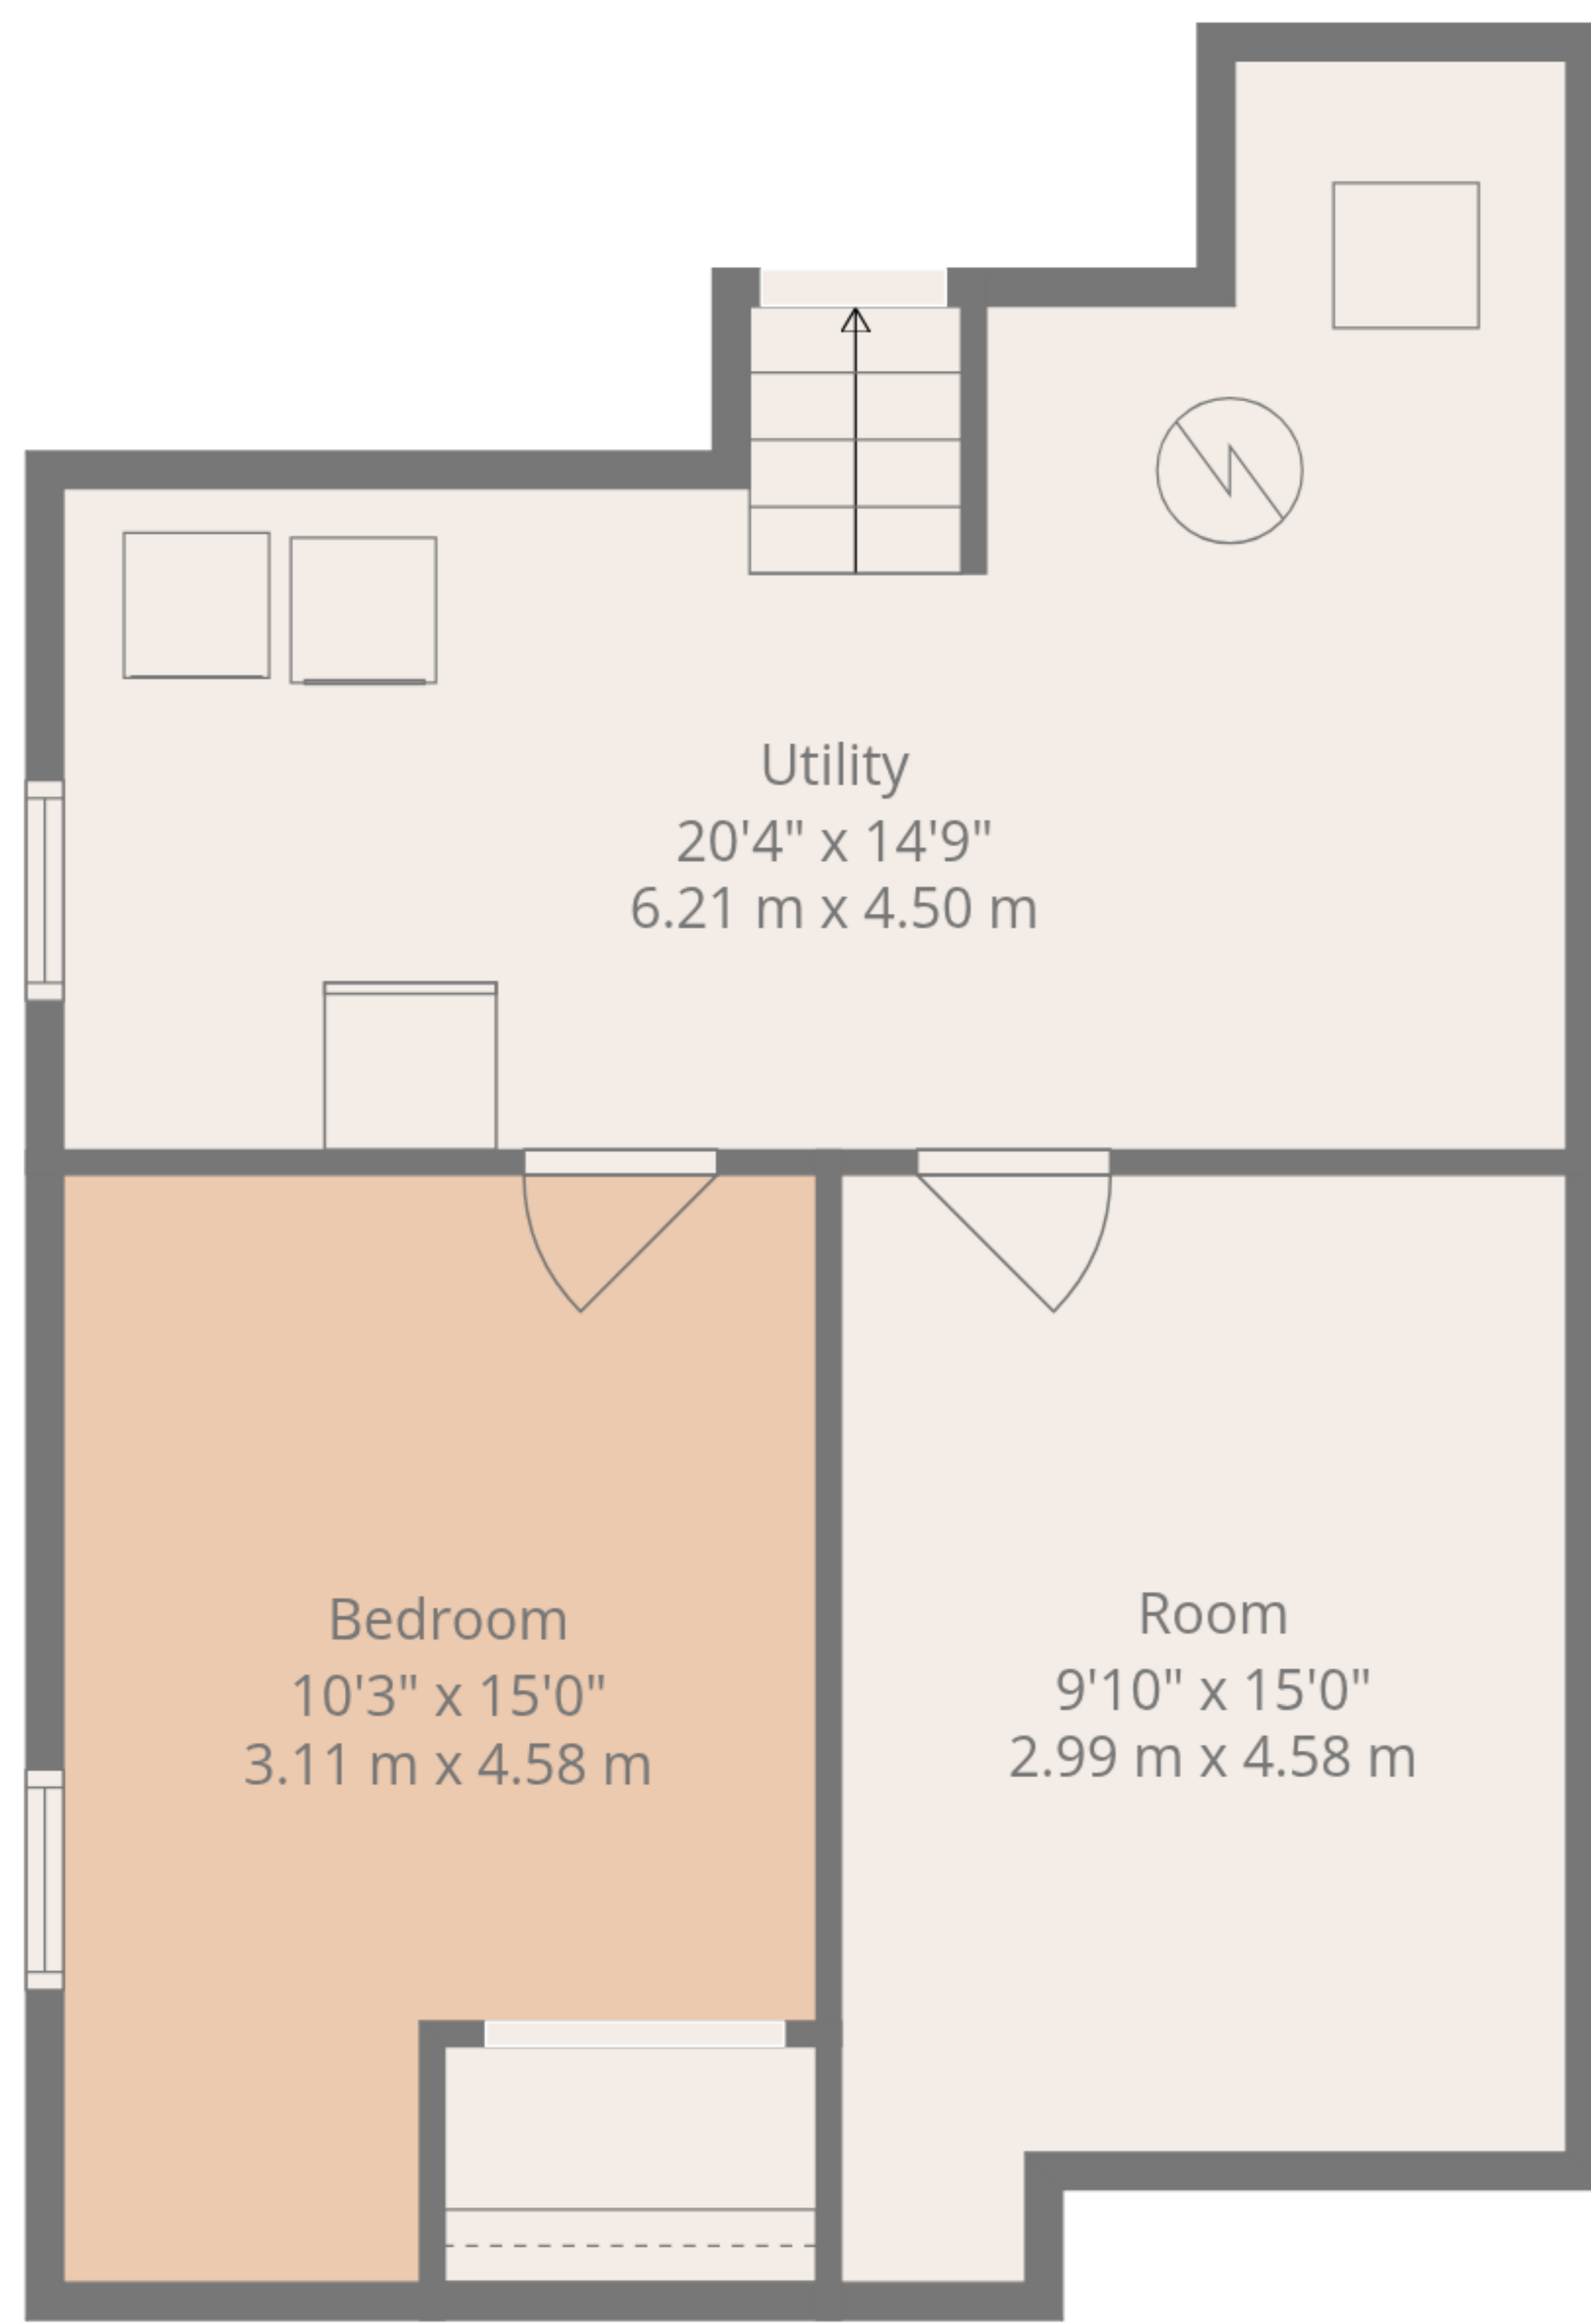 Utility
20'4" x 14'9"
6.21 m x 4.50 m
Bedroom
10'3" x 15'0"
3.11 m x 4.58 m
Room
9'10" x 15'0"
2.99 m x 4.58 m